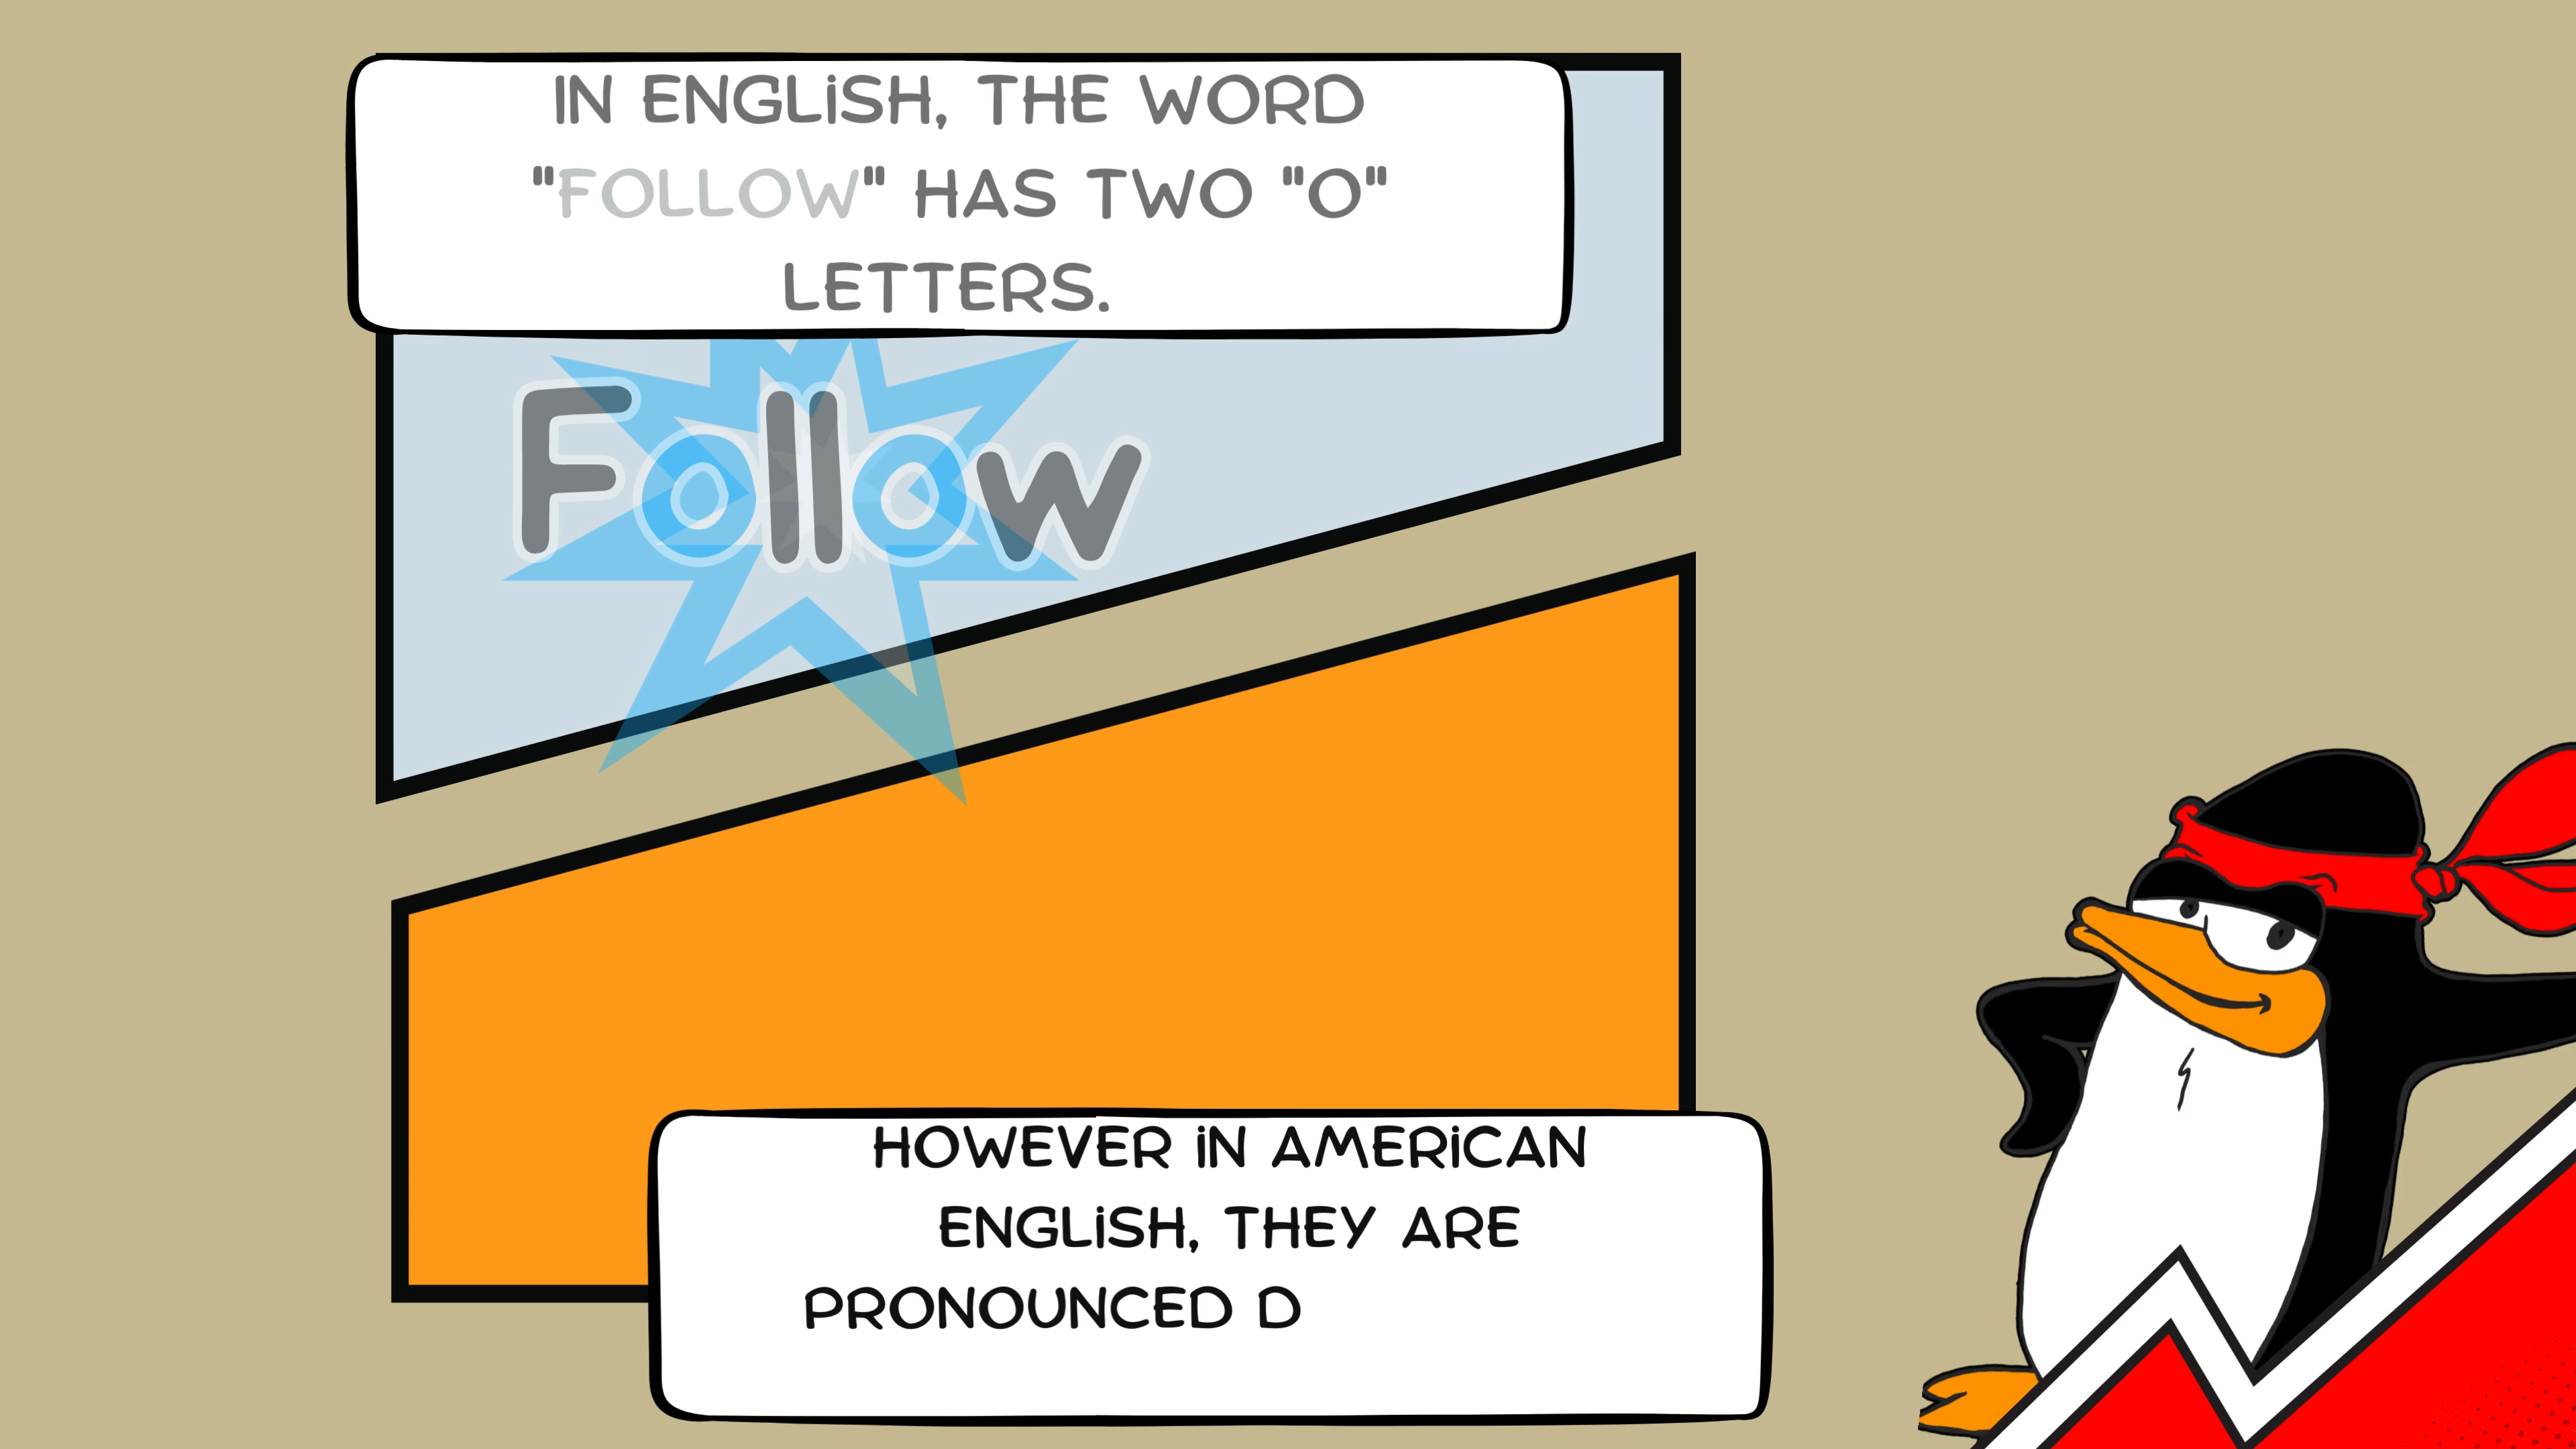 IN ENGLISH, THE WORD
"FOLLOW" HAS TWO "O"
LETTERS.
Follow
HOWEVER IN AMERICAN
ENGLISH, THEY ARE
PRONOUNCED D